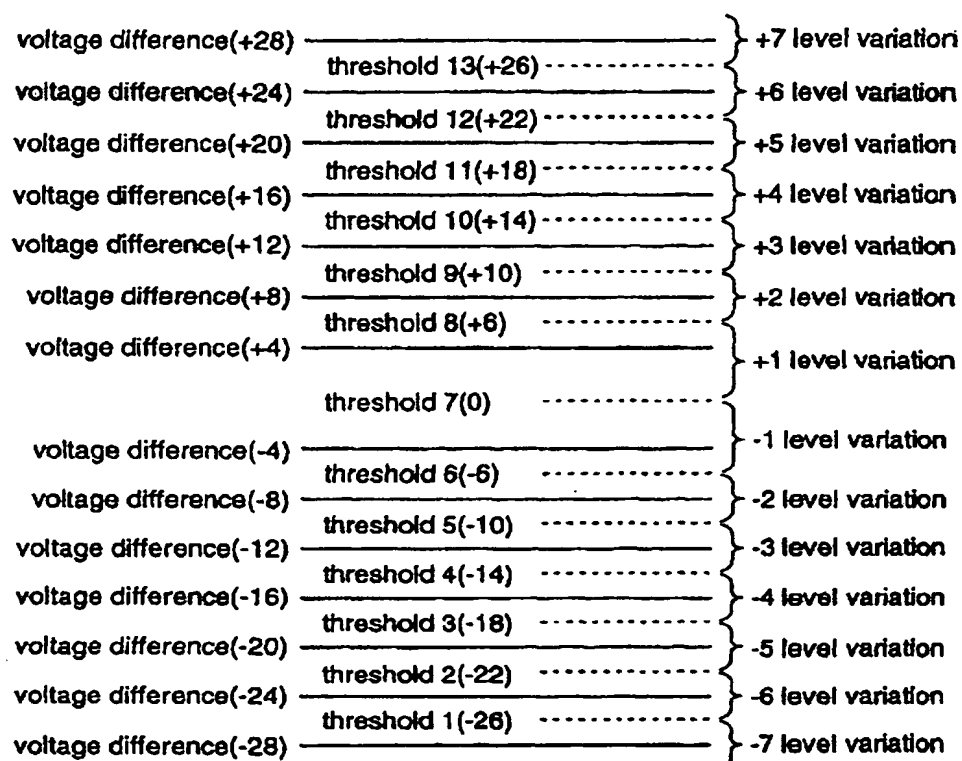 voltage difference(+28) +7 level variation
threshold 13(+26)
voltage difference(+24) +6 level variation
threshold 12(+22)
voltage difference(+20) +5 level variation
threshold 11(+18)
voltage difference(+16) +4 level variation
threshold 10(+14)
voltage difference(+12) +3 level variation
threshold 9(+10)
voltage difference(+8) +2 level variation
threshold 8(+6)
voltage difference(+4) +1 level variation
threshold 7(0)
voltage difference(-4) -1 level variation
threshold 6(-6)
voltage difference(-8) -2 level variation
threshold 5(-10)
voltage difference(-12) -3 level variation
threshold 4(-14)
voltage difference(-16) -4 level variation
threshold 3(-18)
voltage difference(-20) -5 level variation
threshold 2(-22)
voltage difference(-24) -6 level variation
threshold 1(-26)
voltage difference(-28) -7 level variation